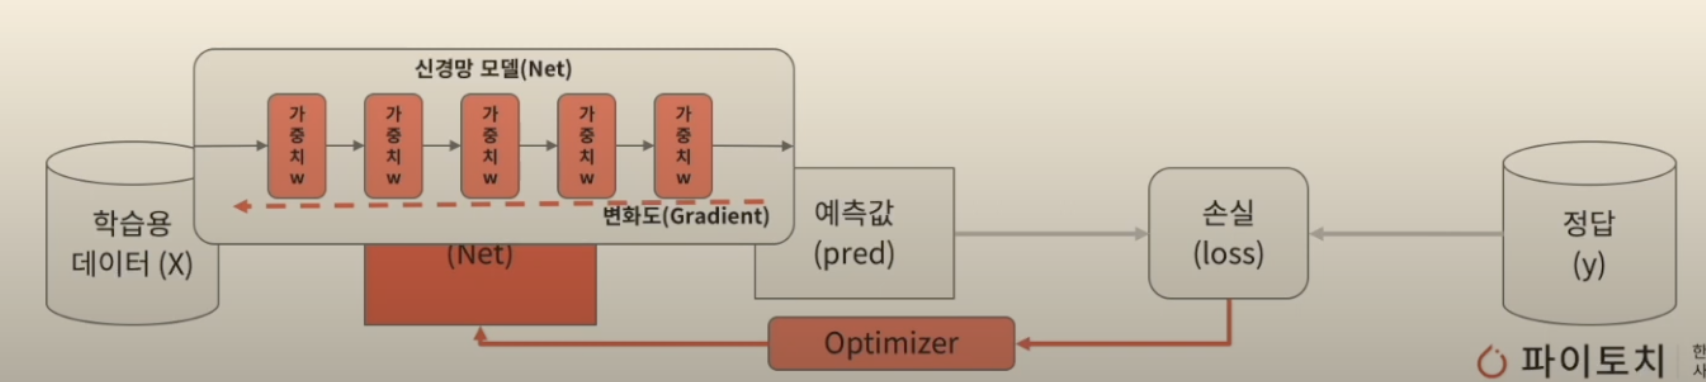 신경망 모델(Net)
가중치 w
가중치 w
가중치 w
가중치 w
가중치 w
변화도(Gradient)
학습용
데이터 (X)
(Net)
예측값
(pred)
손실
(loss)
정답
(y)
Optimizer
파이토치